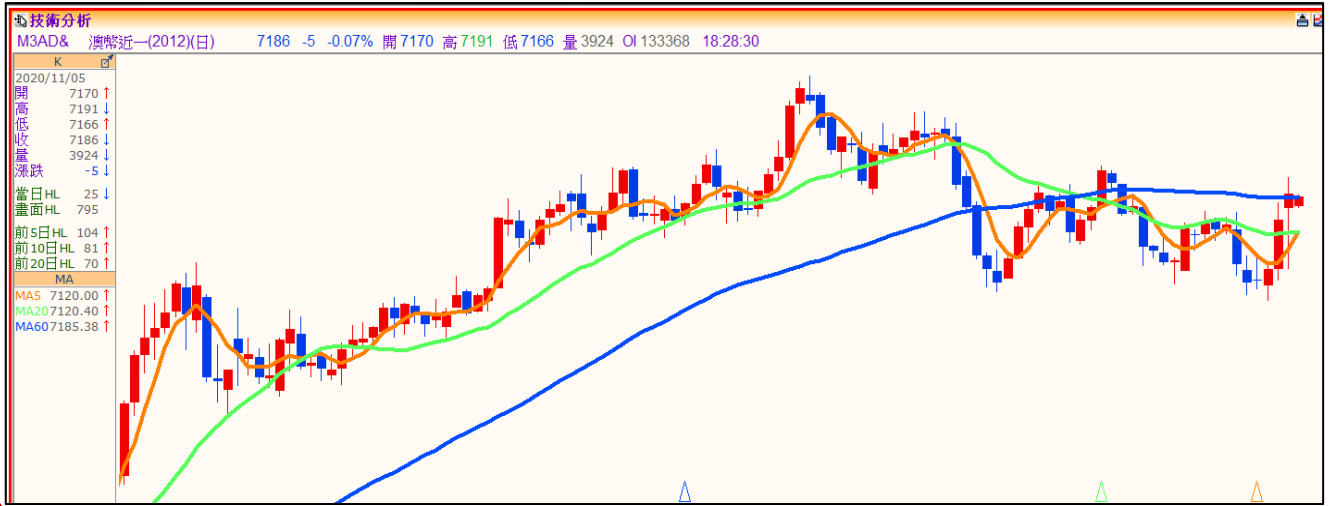 技術分析
M3AD& 澳幣近一(2012)(日) 7186 -5 -0.07% 開 7170 高 7191 低 7166 量 3924 OI 133368 18:28:30
K
2020/11/05
開 7170 ↑
高 7191 ↓
低 7166 ↑
收 7186 ↓
量 3924 ↓
漲跌 -5 ↓
當日HL 25 ↓
畫面HL 795
前5日HL 104 ↑
前10日HL 81 ↑
前20日HL 70 ↑
MA
MA5 7120.00 ↑
MA20 7120.40 ↑
MA60 7185.38 ↑